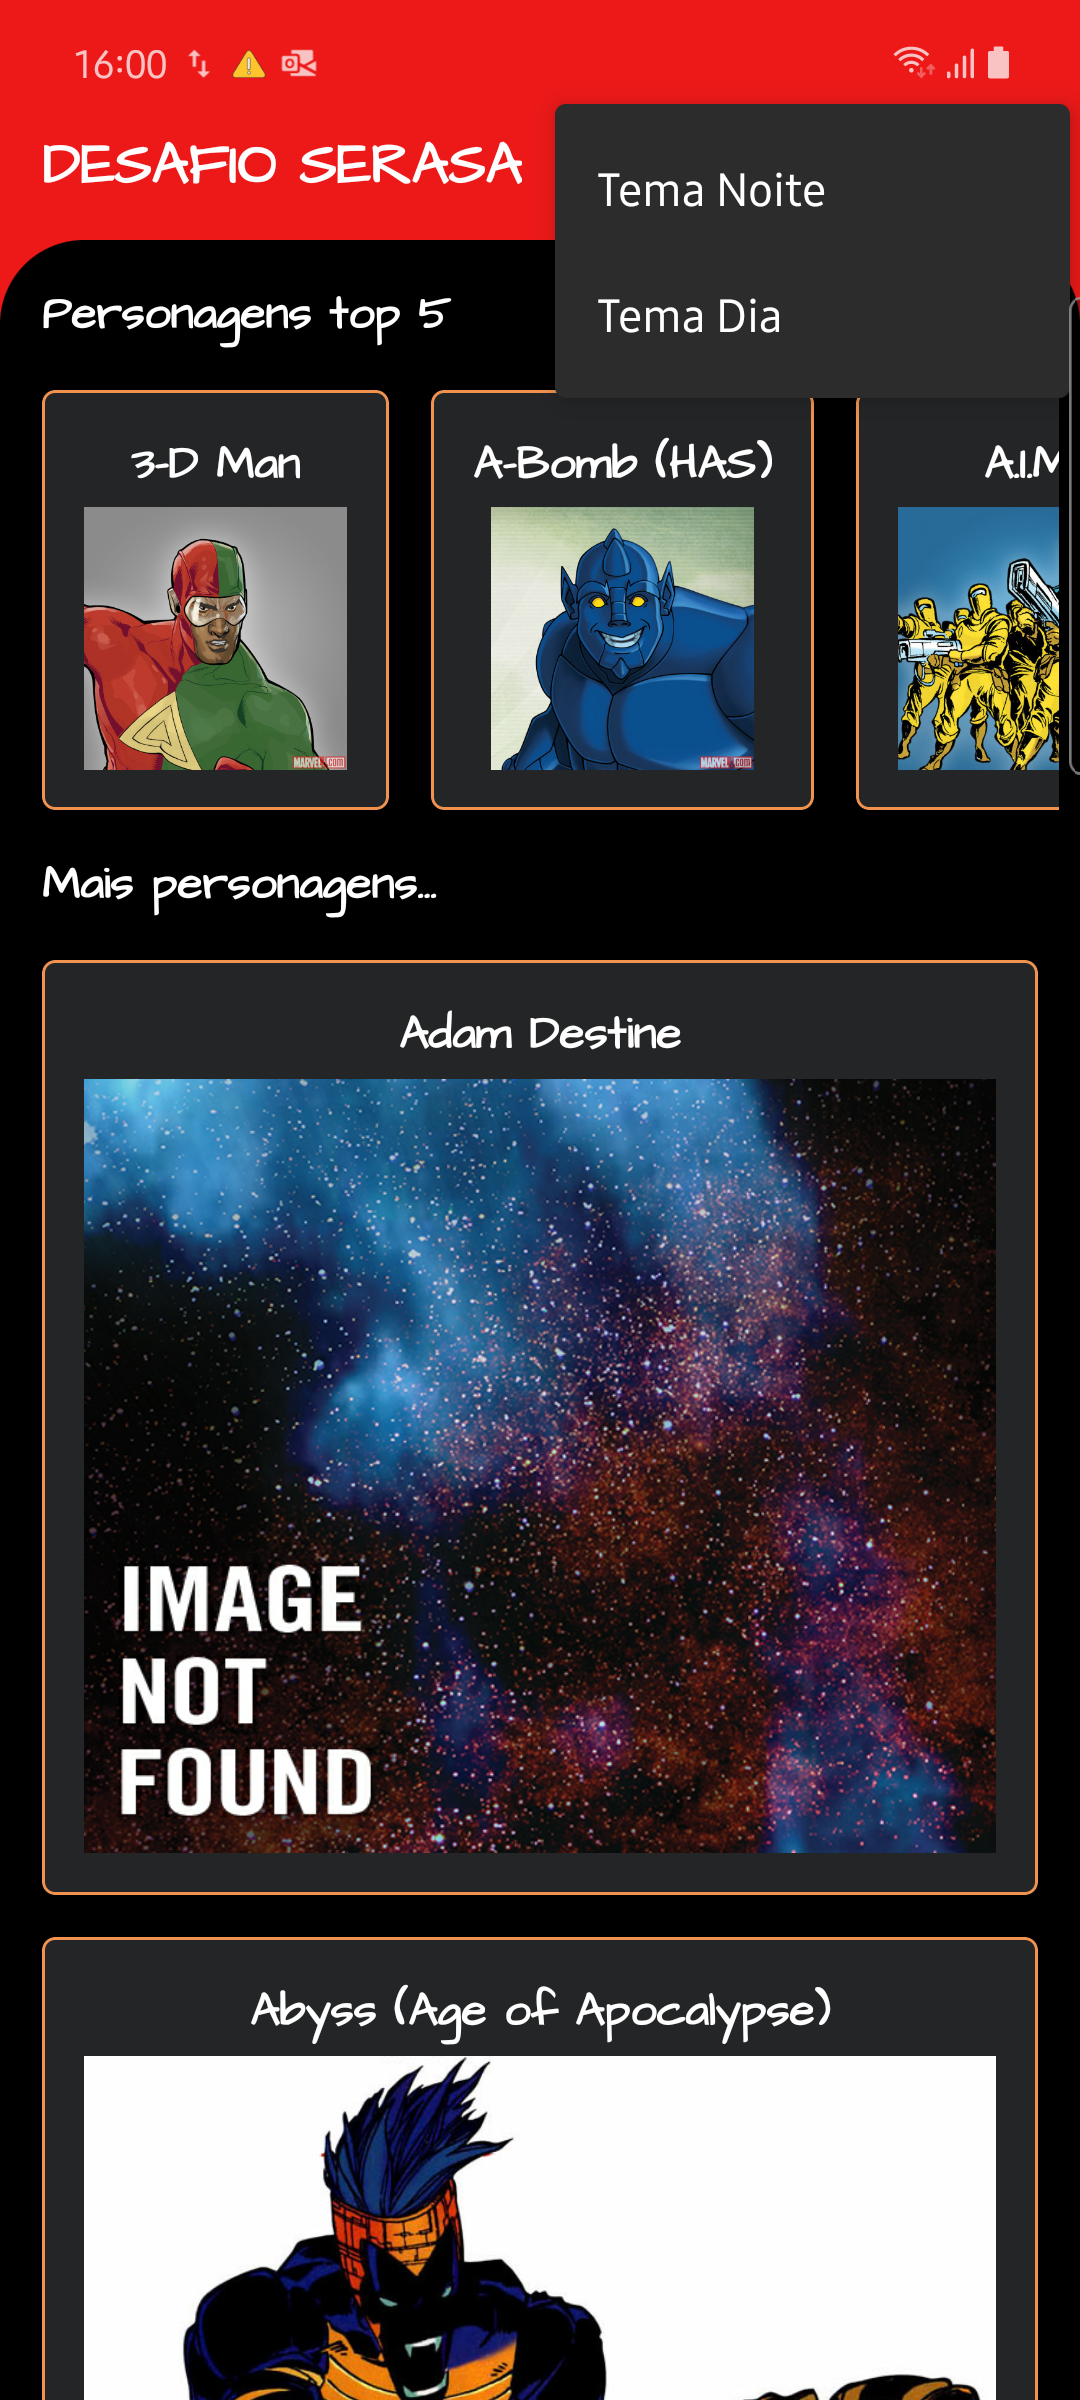 16:00
DESAFIO SERASA
Tema Noite
Tema Dia
Personagens top 5
3-D Man
A-Bomb (HAS)
A.I.M
MARVEL.COM
MARVEL.COM
Mais personagens...
Adam Destine
IMAGE
NOT
FOUND
Abyss (Age of Apocalypse)